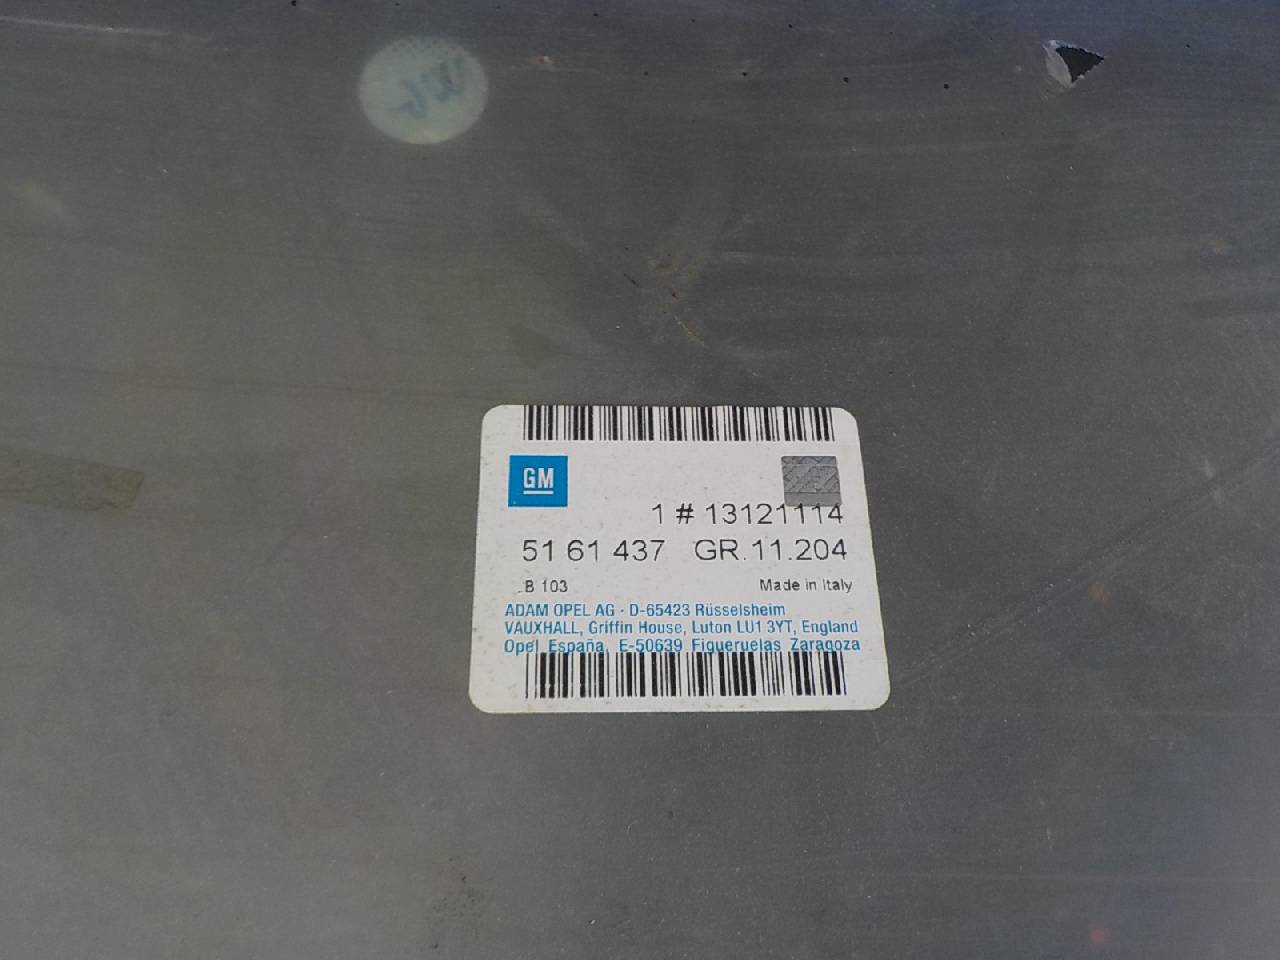 GM
1 # 13121114
51 61 437 GR.11.204
B 103 Made in Italy
ADAM OPEL AG - D-65423 Rüsselsheim
VAUXHALL, Griffin House, Luton LU1 3YT, England
Opel España, E-50639 Figueruelas Zaragoza